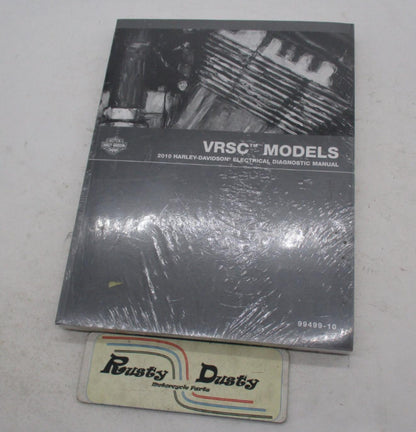 VRSC™ MODELS
2010 HARLEY-DAVIDSON® ELECTRICAL DIAGNOSTIC MANUAL
99499-10
Rusty Dusty
Motorcycle Parts